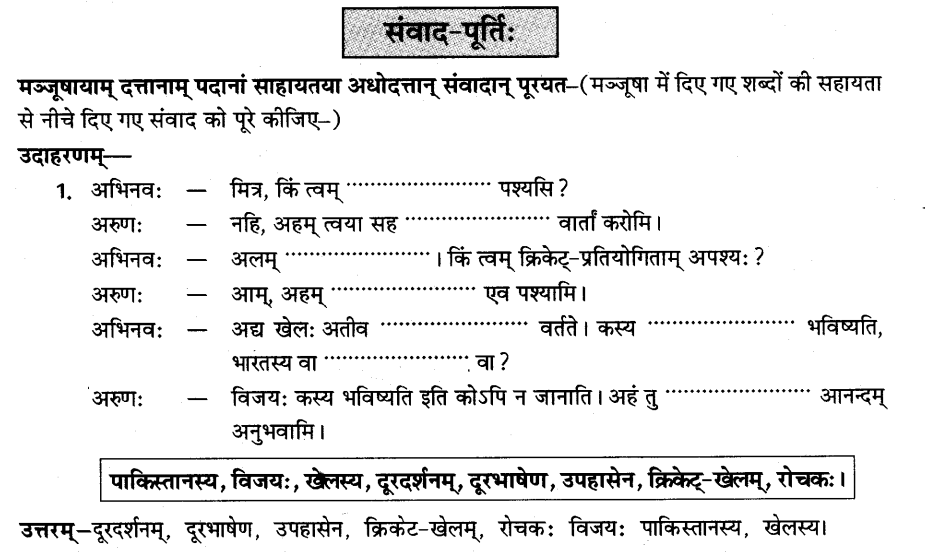 संवाद-पूर्तिः
मञ्जूषायाम् दत्तानाम् पदानां साहायतया अधोदत्तान् संवादान् पूरयत–(मञ्जूषा में दिए गए शब्दों की सहायता
से नीचे दिए गए संवाद को पूरे कीजिए–)
उदाहरणम्—
1. अभिनवः — मित्र, किं त्वम् ························ पश्यसि ?
अरुणः — नहि, अहम् त्वया सह ························ वार्तां करोमि।
अभिनवः — अलम् ························ । किं त्वम् क्रिकेट्-प्रतियोगिताम् अपश्यः ?
अरुणः — आम्, अहम् ························ एव पश्यामि।
अभिनवः — अद्य खेलः अतीव ························ वर्तते। कस्य ························ भविष्यति,
भारतस्य वा ························ वा ?
अरुणः — विजयः कस्य भविष्यति इति कोऽपि न जानाति। अहं तु ························ आनन्दम्
अनुभवामि।
पाकिस्तानस्य, विजयः, खेलस्य, दूरदर्शनम्, दूरभाषेण, उपहासेन, क्रिकेट्-खेलम्, रोचकः।
उत्तरम्–दूरदर्शनम्, दूरभाषेण, उपहासेन, क्रिकेट-खेलम्, रोचकः विजयः पाकिस्तानस्य, खेलस्य।